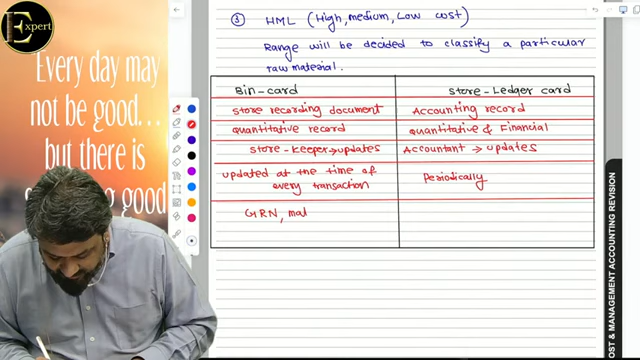 Expert
Every day may
not be good...
but there is
good
③ HML (High, medium, Low cost)
Range will be decided to classify a particular
raw material.
Bin-card
store-Ledger card
store recording document
Accounting record
quantitative record
quantitative & Financial
store-keeper → updates
Accountant → updates
updated at the time of
every transaction
Periodically
GRN, mat
COST & MANAGEMENT ACCOUNTING REVISION